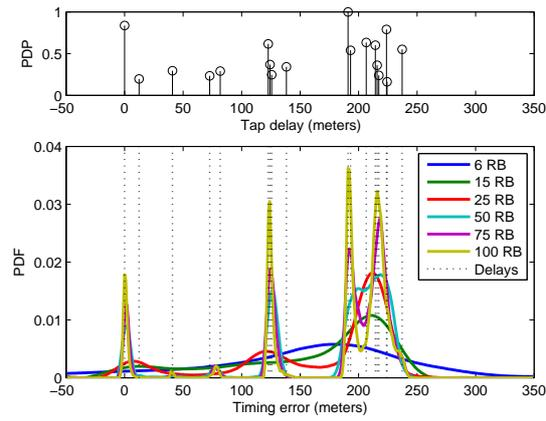 1
0.5
0
PDP
−50 0 50 100 150 200 250 300 350
Tap delay (meters)
0.04
0.03
0.02
0.01
0
PDF
6 RB
15 RB
25 RB
50 RB
75 RB
100 RB
Delays
−50 0 50 100 150 200 250 300 350
Timing error (meters)